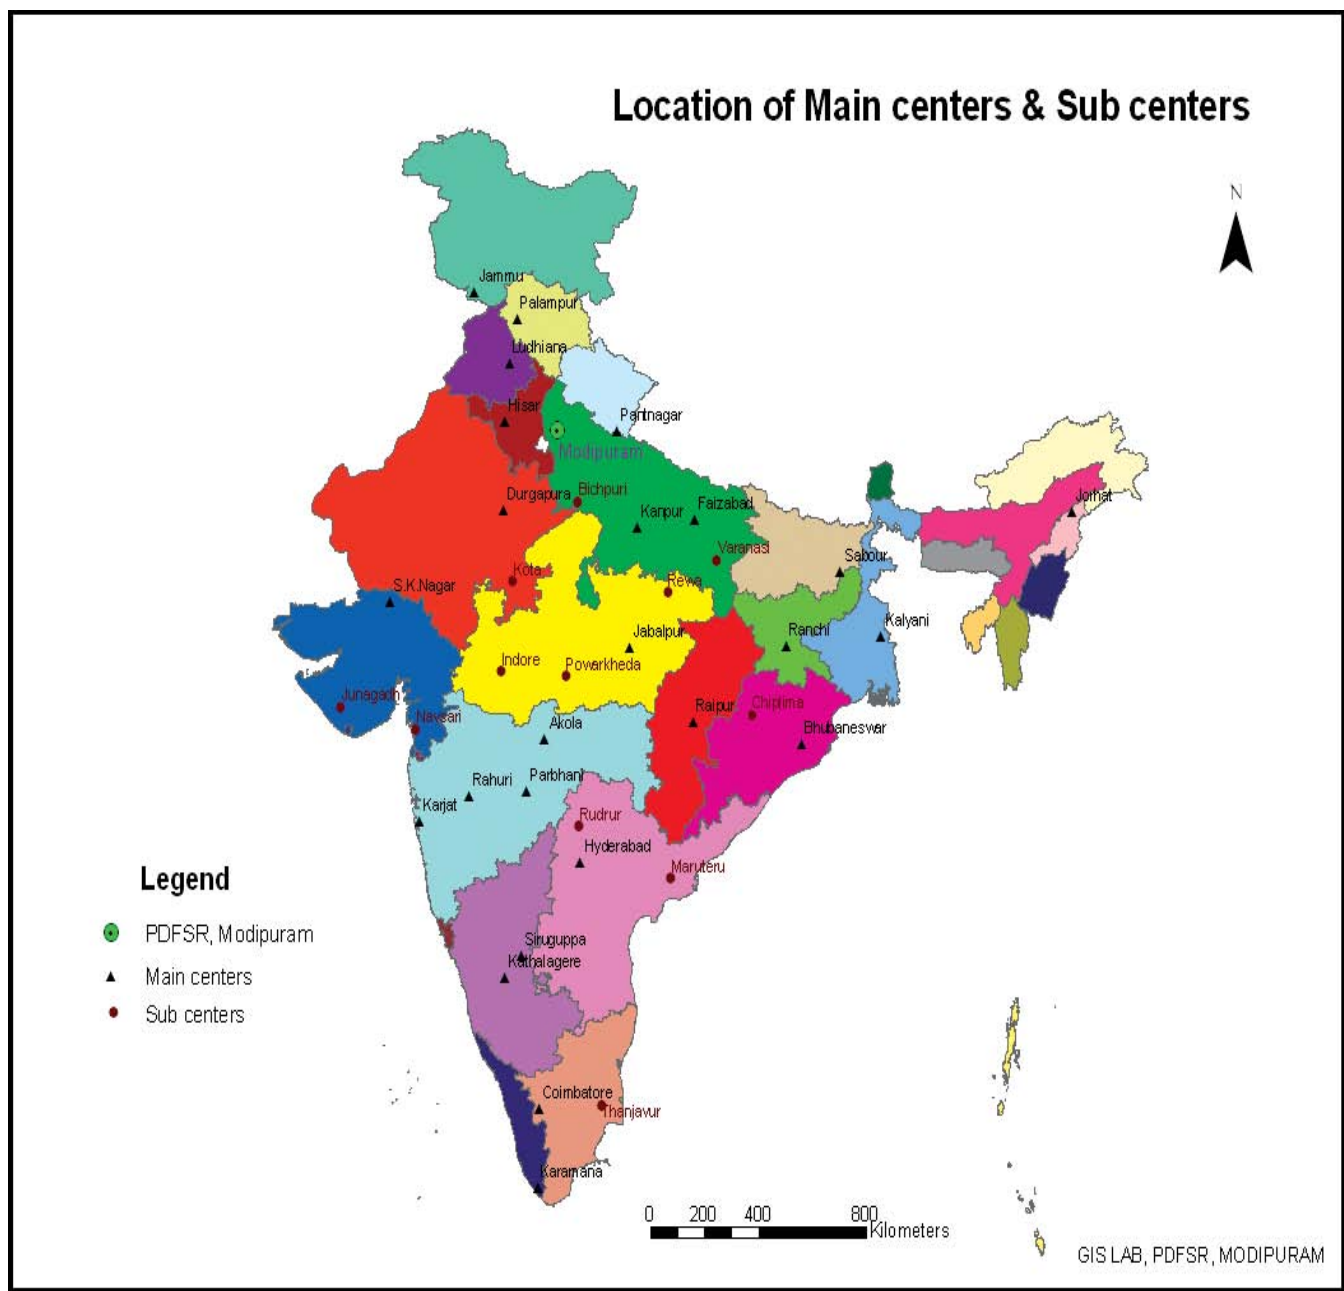 Location of Main centers & Sub centers
N
Jammu
Palampur
Ludhiana
Hisar
Pantnagar
Modipuram
Durgapura
Bichpuri
Kanpur
Faizabad
Jorhat
Varanasi
Sabour
Kota
Rewa
S.K.Nagar
Jabalpur
Ranchi
Kalyani
Indore
Powarkheda
Junagadh
Navsari
Akola
Raipur
Chiplima
Bhubaneswar
Rahuri
Parbhani
Karjat
Rudrur
Hyderabad
Maruteru
Legend
PDFSR, Modipuram
Main centers
Sub centers
Siruguppa
Kathalagere
Coimbatore
Thanjavur
Karamana
0 200 400 800
Kilometers
GIS LAB, PDFSR, MODIPURAM